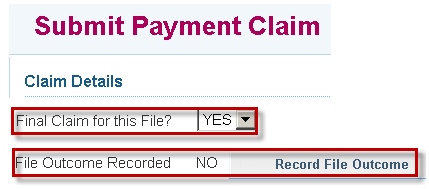 Submit Payment Claim
Claim Details
Final Claim for this File? YES
File Outcome Recorded NO Record File Outcome